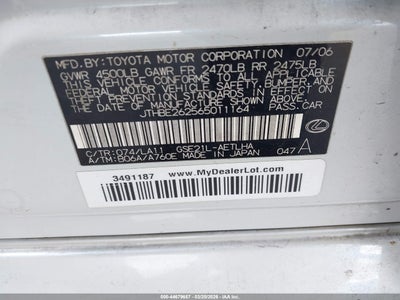 MFD.BY:TOYOTA MOTOR CORPORATION 07/06
GVWR 4500LB GAWR FR 2470LB RR 2475LB
THIS VEHICLE CONFORMS TO ALL APPLICABLE
FEDERAL MOTOR VEHICLE SAFETY, BUMPER, AND
THEFT PREVENTION STANDARDS IN EFFECT ON
THE DATE OF MANUFACTURE SHOWN ABOVE.
JTHBE262565011164 PASS.CAR
C/TR:074/LA11 GSE21L-AETLHA
A/TM:B06A/A760E MADE IN JAPAN 047 A
3491187 www.
MyDealerLot.com